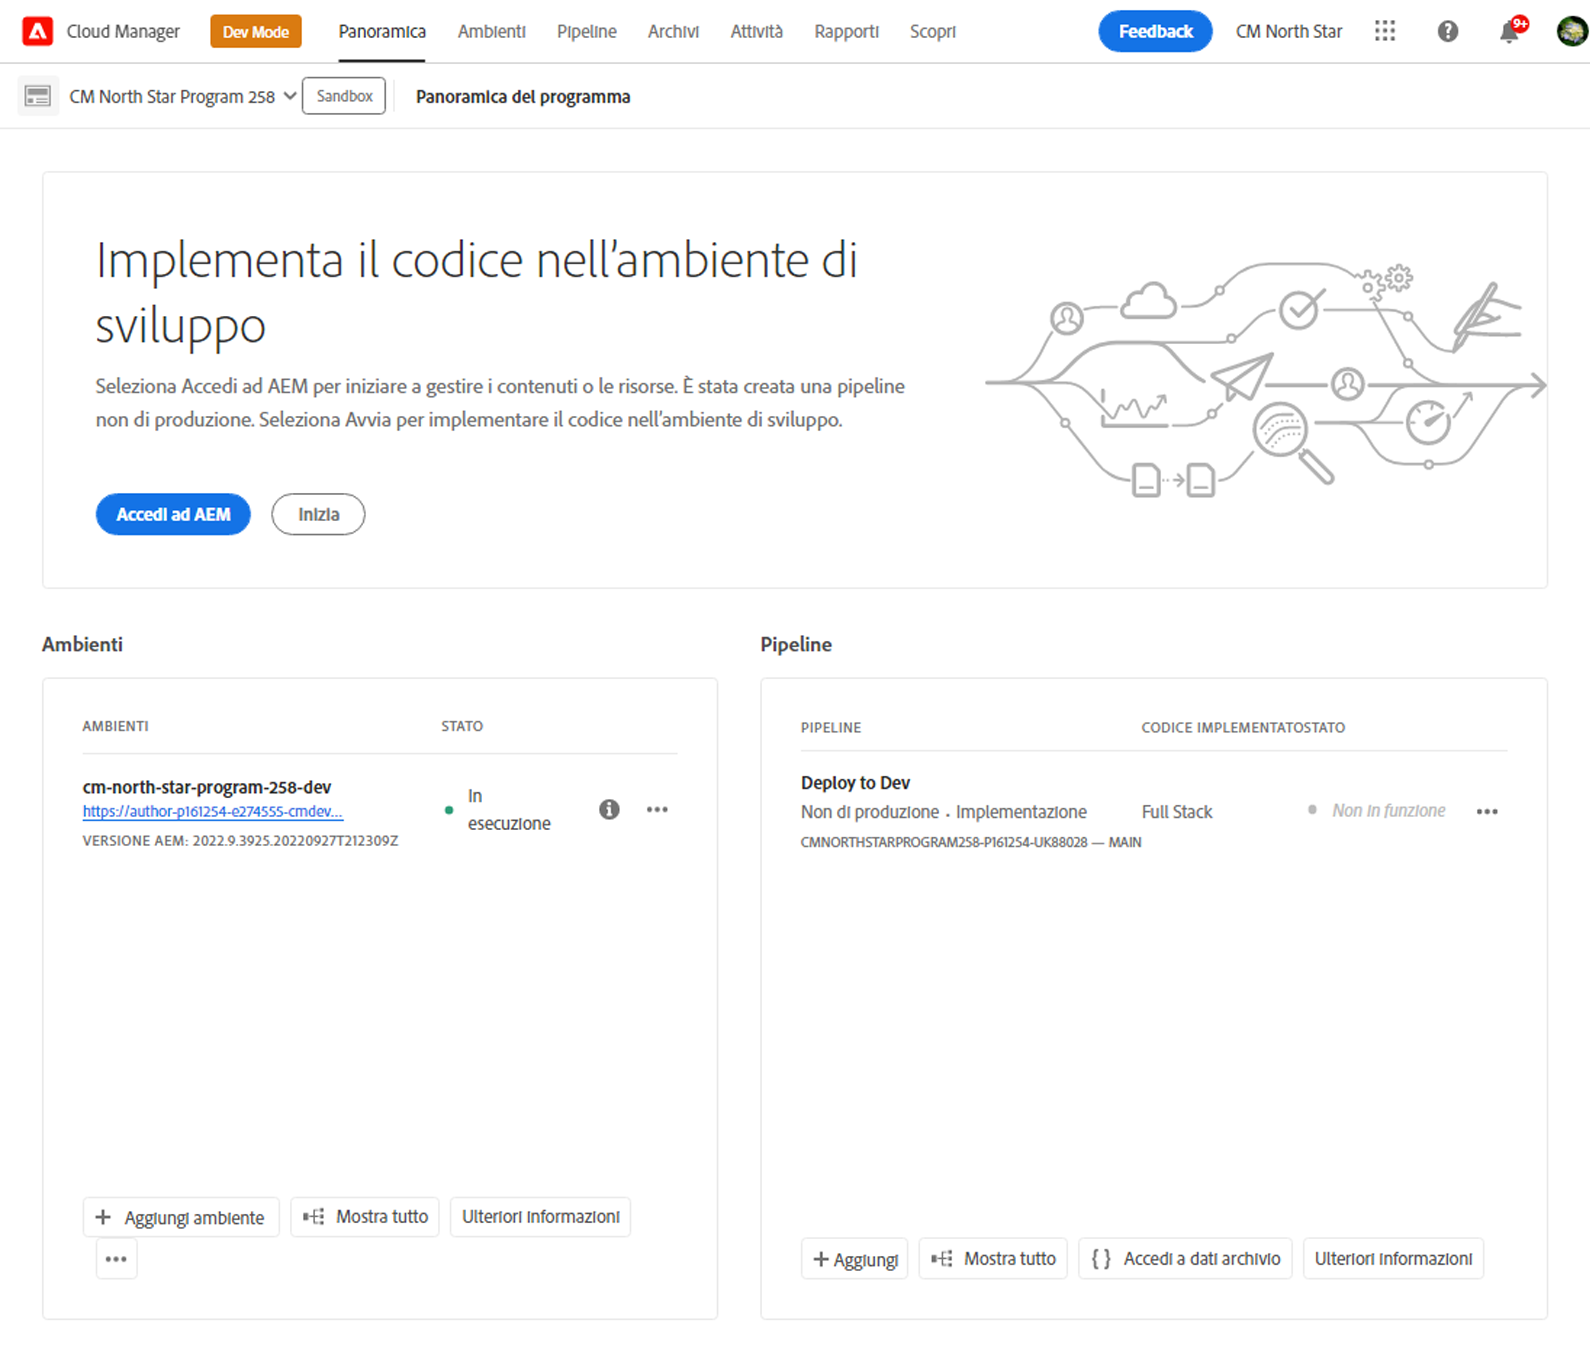 Cloud Manager Dev Mode Panoramica Ambienti Pipeline Archivi Attività Rapporti Scopri Feedback CM North Star 9+
CM North Star Program 258 Sandbox Panoramica del programma
Implementa il codice nell’ambiente di
sviluppo
Seleziona Accedi ad AEM per iniziare a gestire i contenuti o le risorse. È stata creata una pipeline
non di produzione. Seleziona Avvia per implementare il codice nell’ambiente di sviluppo.
Accedi ad AEM Inizia
Ambienti
AMBIENTI STATO
cm-north-star-program-258-dev
https://author-p161254-e274555-cmdev...
VERSIONE AEM: 2022.9.3925.20220927T212309Z
In
esecuzione
+ Aggiungi ambiente Mostra tutto Ulteriori informazioni
Pipeline
PIPELINE CODICE IMPLEMENTATO STATO
Deploy to Dev
Non di produzione · Implementazione Full Stack Non in funzione
CMNORTHSTARPROGRAM258-P161254-UK88028 — MAIN
+ Aggiungi Mostra tutto {} Accedi a dati archivio Ulteriori informazioni